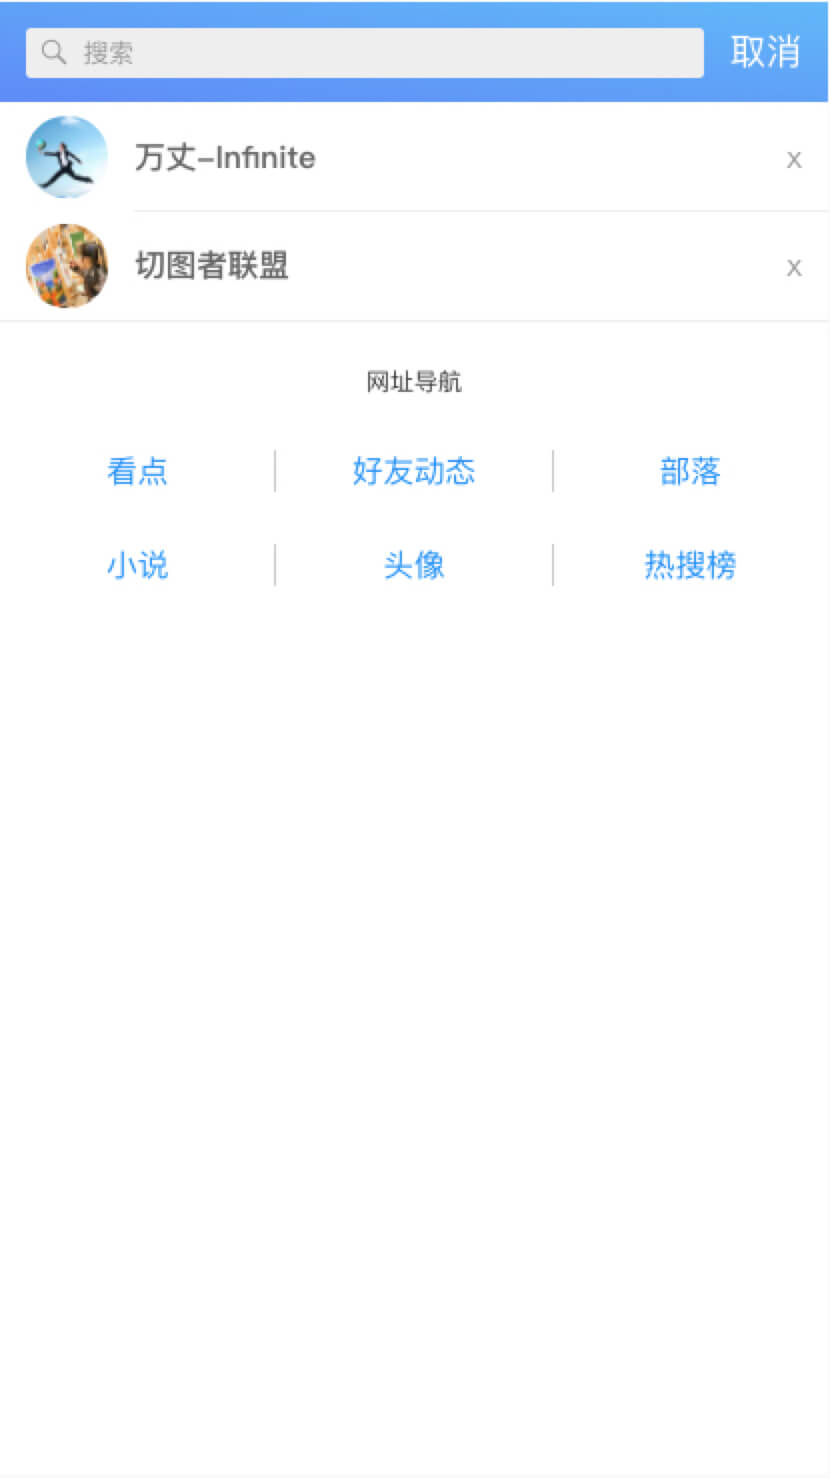 搜索 取消
万丈-Infinite x
切图者联盟 x
网址导航
看点 好友动态 部落
小说 头像 热搜榜